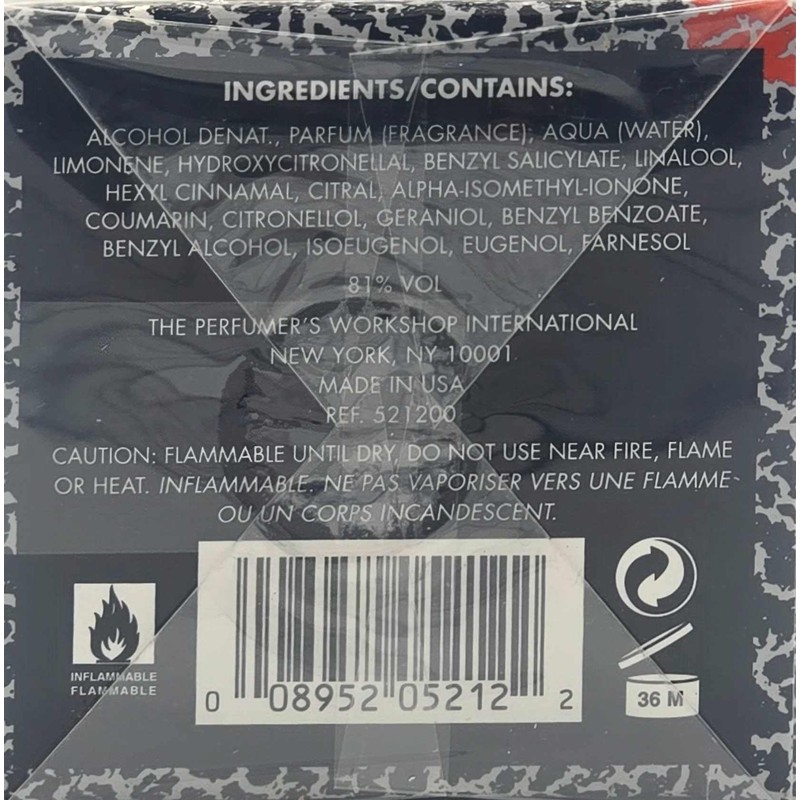 INGREDIENTS/CONTAINS:
ALCOHOL DENAT., PARFUM (FRAGRANCE), AQUA (WATER),
LIMONENE, HYDROXYCITRONELLAL, BENZYL SALICYLATE, LINALOOL,
HEXYL CINNAMAL, CITRAL, ALPHA-ISOMETHYL-IONONE,
COUMARIN, CITRONELLOL, GERANIOL, BENZYL BENZOATE,
BENZYL ALCOHOL, ISOEUGENOL, EUGENOL, FARNESOL
81% VOL
THE PERFUMER'S WORKSHOP INTERNATIONAL
NEW YORK, NY 10001
MADE IN USA
REF. 521200
CAUTION: FLAMMABLE UNTIL DRY, DO NOT USE NEAR FIRE, FLAME
OR HEAT. INFLAMMABLE. NE PAS VAPORISER VERS UNE FLAMME
OU UN CORPS INCANDESCENT.
INFLAMMABLE
FLAMMABLE
0 08952 05212 2
36 M